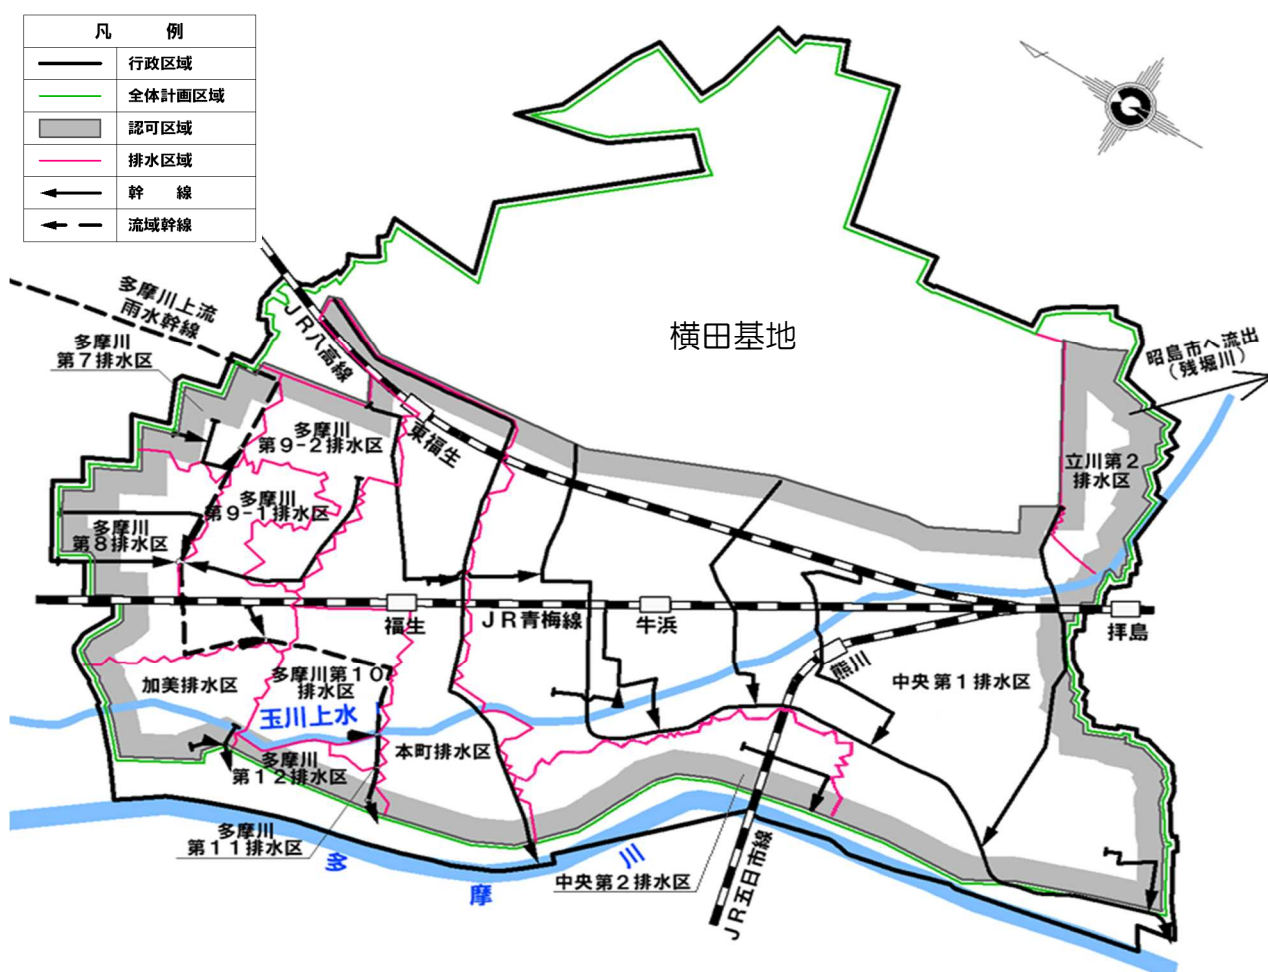 凡　例
行政区域
全体計画区域
認可区域
排水区域
幹　線
流域幹線
多摩川上流
雨水幹線
多摩川
第７排水区
JR八高線
横田基地
昭島市へ流出
（残堀川）
東福生
多摩川
第９-２排水区
立川第２
排水区
多摩川
第９-１排水区
多摩川
第８排水区
福生
JR青梅線
牛浜
拝島
熊川
加美排水区
多摩川第１０
排水区
中央第１排水区
玉川上水
本町排水区
多摩川
第１２排水区
多摩川
第１１排水区
多摩川
中央第２排水区
JR五日市線